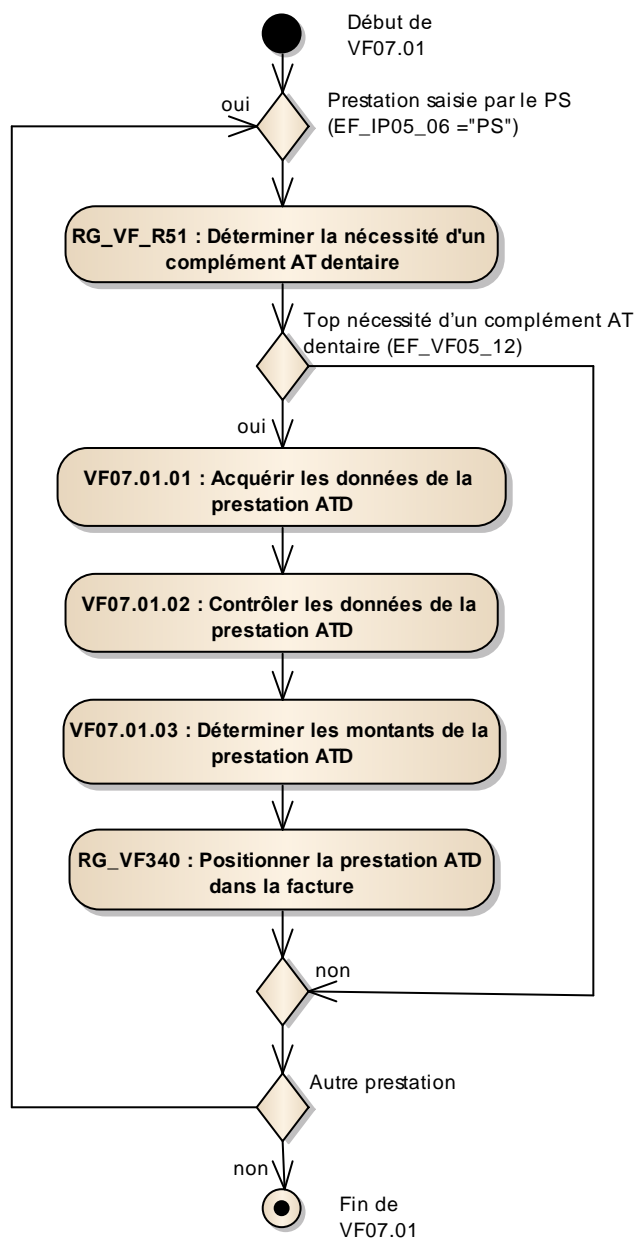 Début de
VF07.01
oui
Prestation saisie par le PS
(EF_IP05_06 ="PS")
RG_VF_R51 : Déterminer la nécessité d'un
complément AT dentaire
Top nécessité d’un complément AT
dentaire (EF_VF05_12)
oui
VF07.01.01 : Acquérir les données de la
prestation ATD
VF07.01.02 : Contrôler les données de la
prestation ATD
VF07.01.03 : Déterminer les montants de la
prestation ATD
RG_VF340 : Positionner la prestation ATD
dans la facture
non
Autre prestation
non
Fin de
VF07.01